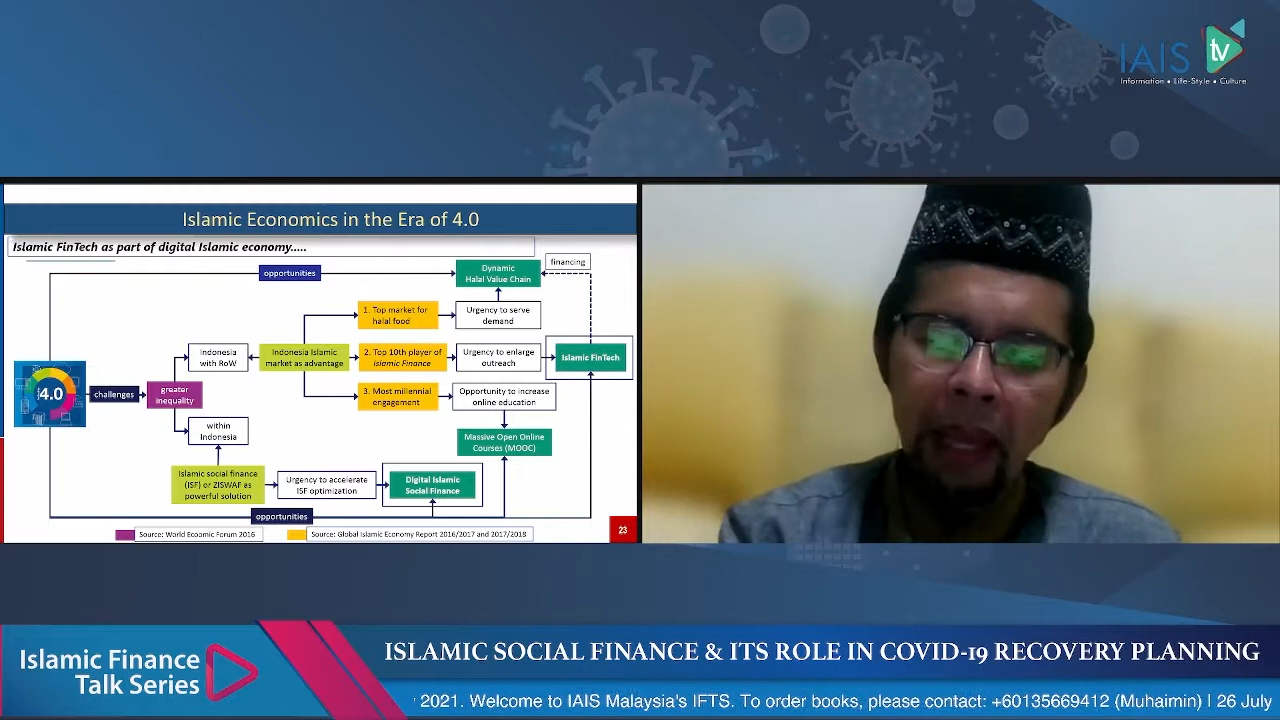 IAIS tv
Information • Life-Style • Culture
Islamic Economics in the Era of 4.0
Islamic FinTech as part of digital Islamic economy.....
opportunities
Dynamic
Halal Value Chain
financing
1. Top market for
halal food
Urgency to serve
demand
Indonesia
with RoW
Indonesia Islamic
market as advantage
2. Top 10th player of
Islamic Finance
Urgency to enlarge
outreach
Islamic FinTech
4.0
challenges
greater
inequality
3. Most millennial
engagement
Opportunity to increase
online education
within
Indonesia
Massive Open Online
Courses (MOOC)
Islamic social finance
(ISF) or ZISWAF as
powerful solution
Urgency to accelerate
ISF optimization
Digital Islamic
Social Finance
opportunities
Source: World Ecopmic Forum 2016
Source: Global Islamic Economy Report 2016/2017 and 2017/2018
23
Islamic Finance
Talk Series
ISLAMIC SOCIAL FINANCE & ITS ROLE IN COVID-19 RECOVERY PLANNING
2021. Welcome to IAIS Malaysia's IFTS. To order books, please contact: +60135669412 (Muhaimin) | 26 July